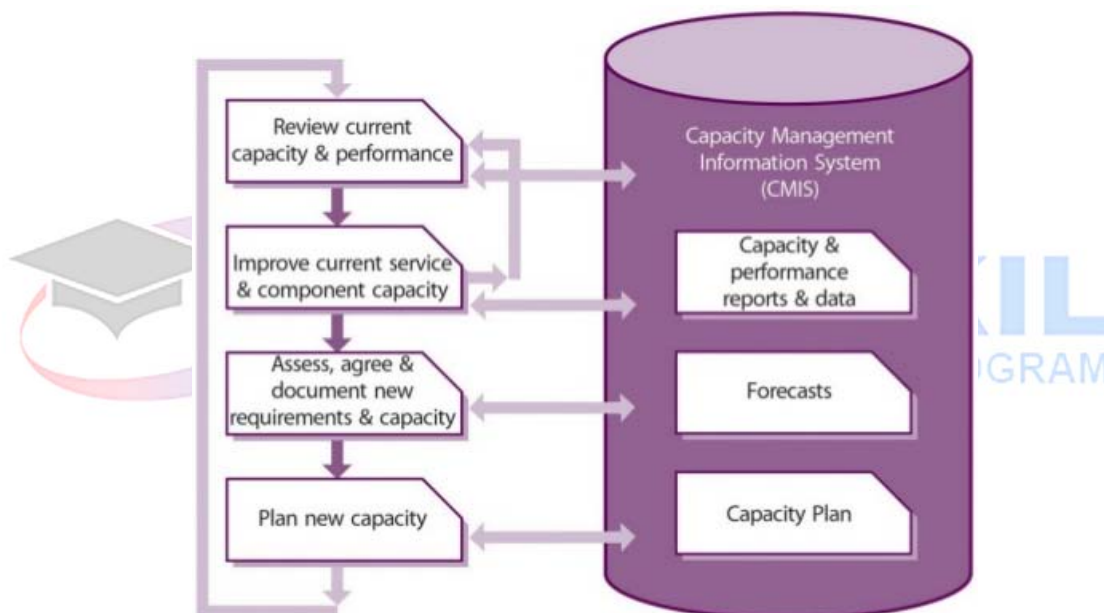 Review current
capacity & performance
Improve current service
& component capacity
Assess, agree &
document new
requirements & capacity
Plan new capacity
Capacity Management
Information System
(CMIS)
Capacity &
performance
reports & data
Forecasts
Capacity Plan